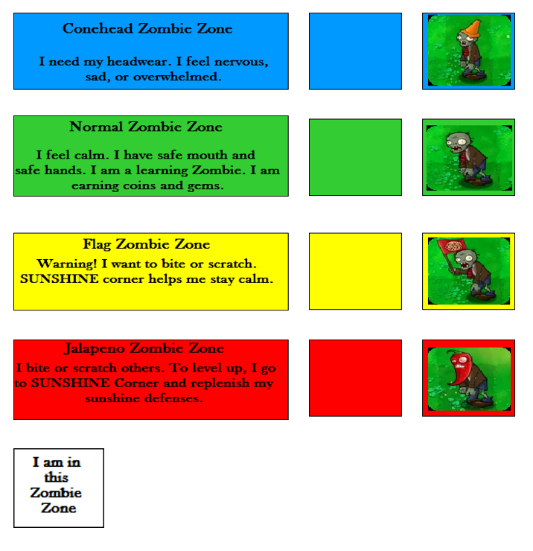 Conehead Zombie Zone
I need my headwear. I feel nervous,
sad, or overwhelmed.
Normal Zombie Zone
I feel calm. I have safe mouth and
safe hands. I am a learning Zombie. I am
earning coins and gems.
Flag Zombie Zone
Warning! I want to bite or scratch.
SUNSHINE corner helps me stay calm.
Jalapeno Zombie Zone
I bite or scratch others. To level up, I go
to SUNSHINE Corner and replenish my
sunshine defenses.
I am in
this
Zombie
Zone